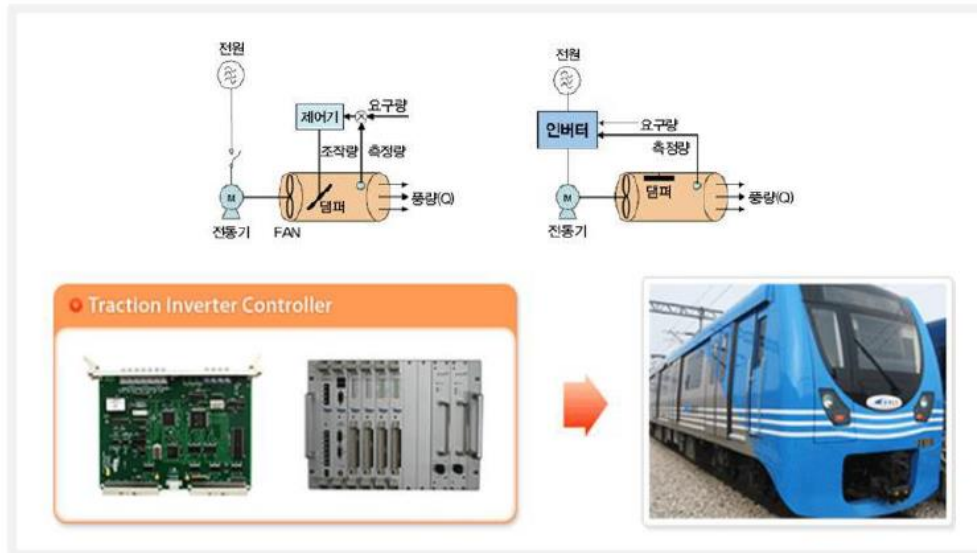 전원
제어기
요구량
조작량
측정량
M
댐퍼
풍량(Q)
전동기
FAN
전원
인버터
요구량
측정량
M
댐퍼
풍량(Q)
전동기
Traction Inverter Controller